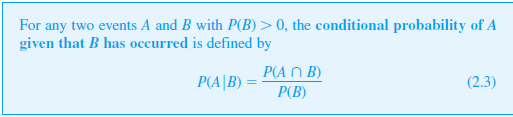 For any two events A and B with P(B) > 0, the conditional probability of A
given that B has occurred is defined by
P(A|B) = P(A ∩ B) / P(B) (2.3)